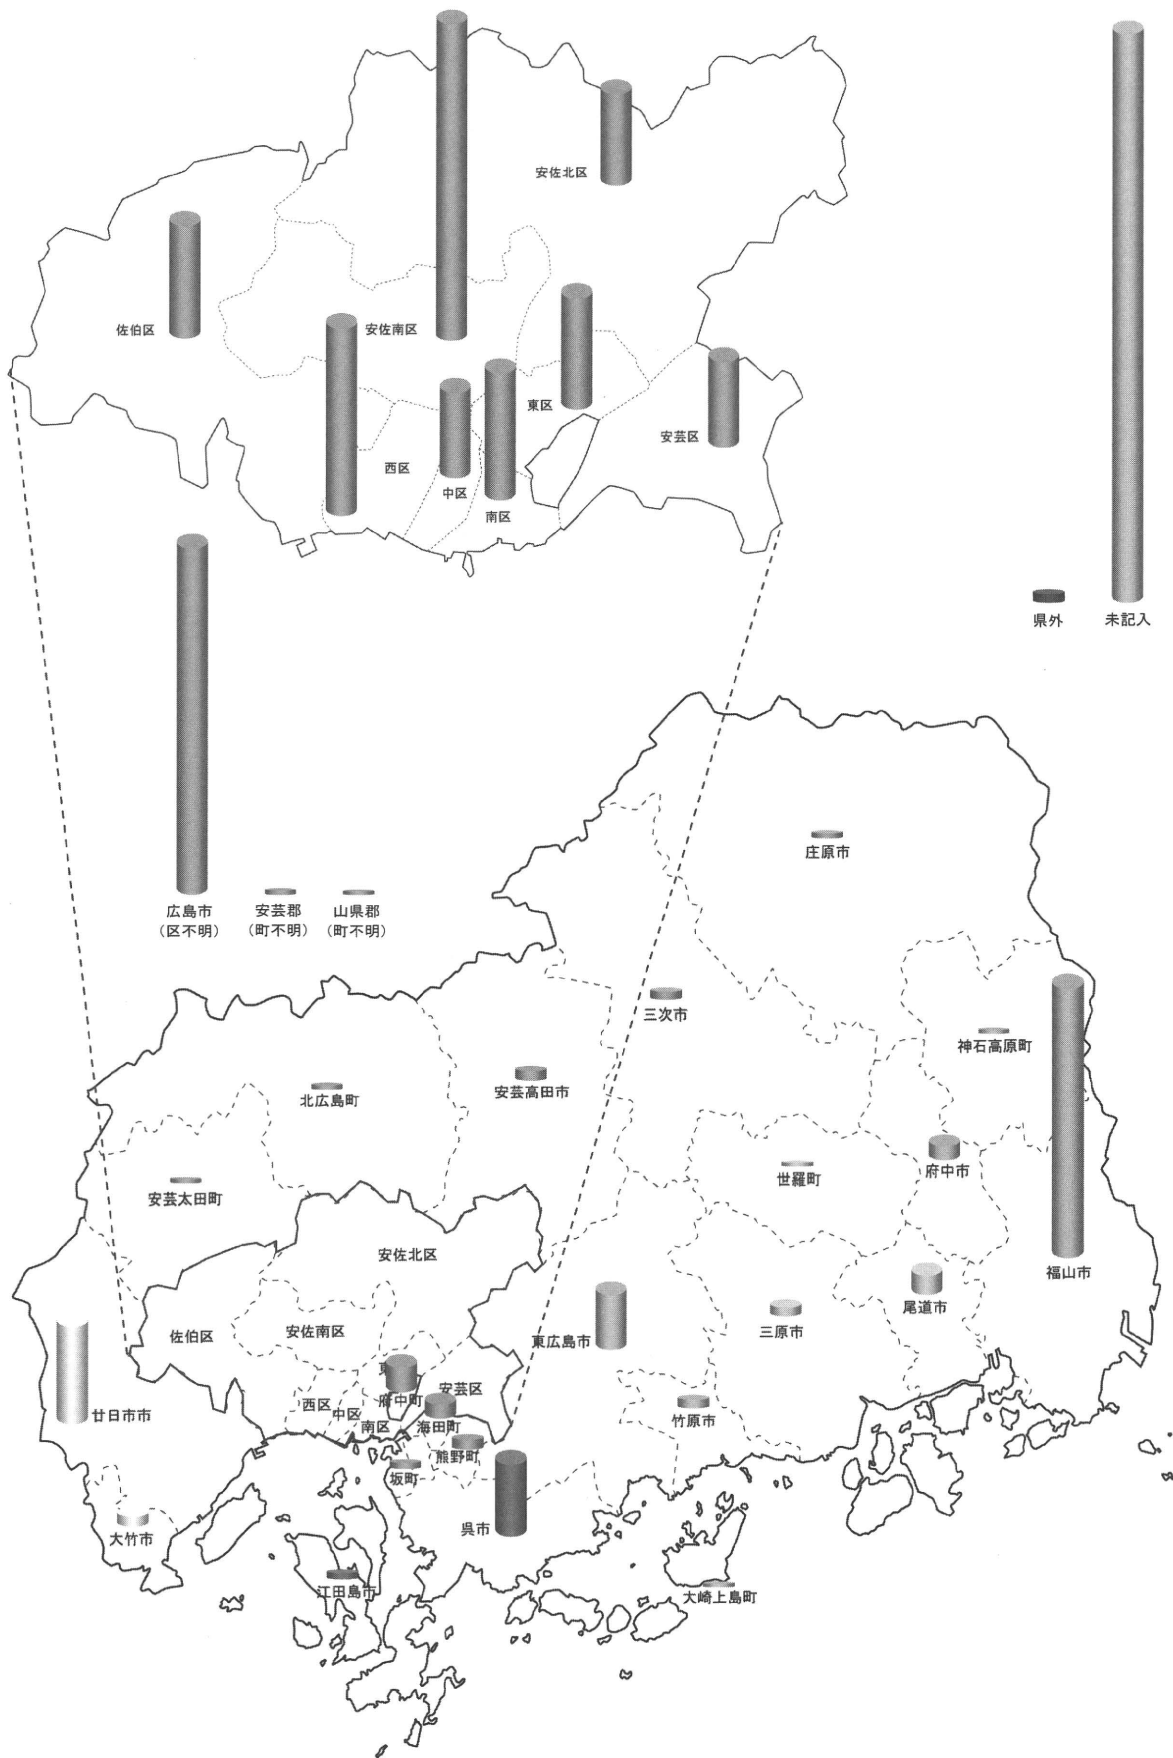 安佐北区
佐伯区
安佐南区
東区
安芸区
西区
中区
南区
県外
未記入
広島市
（区不明）
安芸郡
（町不明）
山県郡
（町不明）
庄原市
三次市
神石高原町
安芸高田市
北広島町
府中市
世羅町
安芸太田町
安佐北区
福山市
尾道市
佐伯区
安佐南区
東広島市
三原市
安芸区
府中町
西区
中区
南区
廿日市市
海田町
竹原市
熊野町
坂町
呉市
大竹市
江田島市
大崎上島町